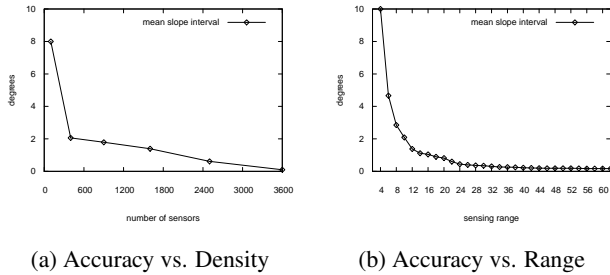 10
8
6
4
2
0
degrees
mean slope interval
0 600 1200 1800 2400 3000 3600
number of sensors
(a) Accuracy vs. Density
10
8
6
4
2
0
degrees
mean slope interval
4 8 12 16 20 24 28 32 36 40 44 48 52 56 60
sensing range
(b) Accuracy vs. Range